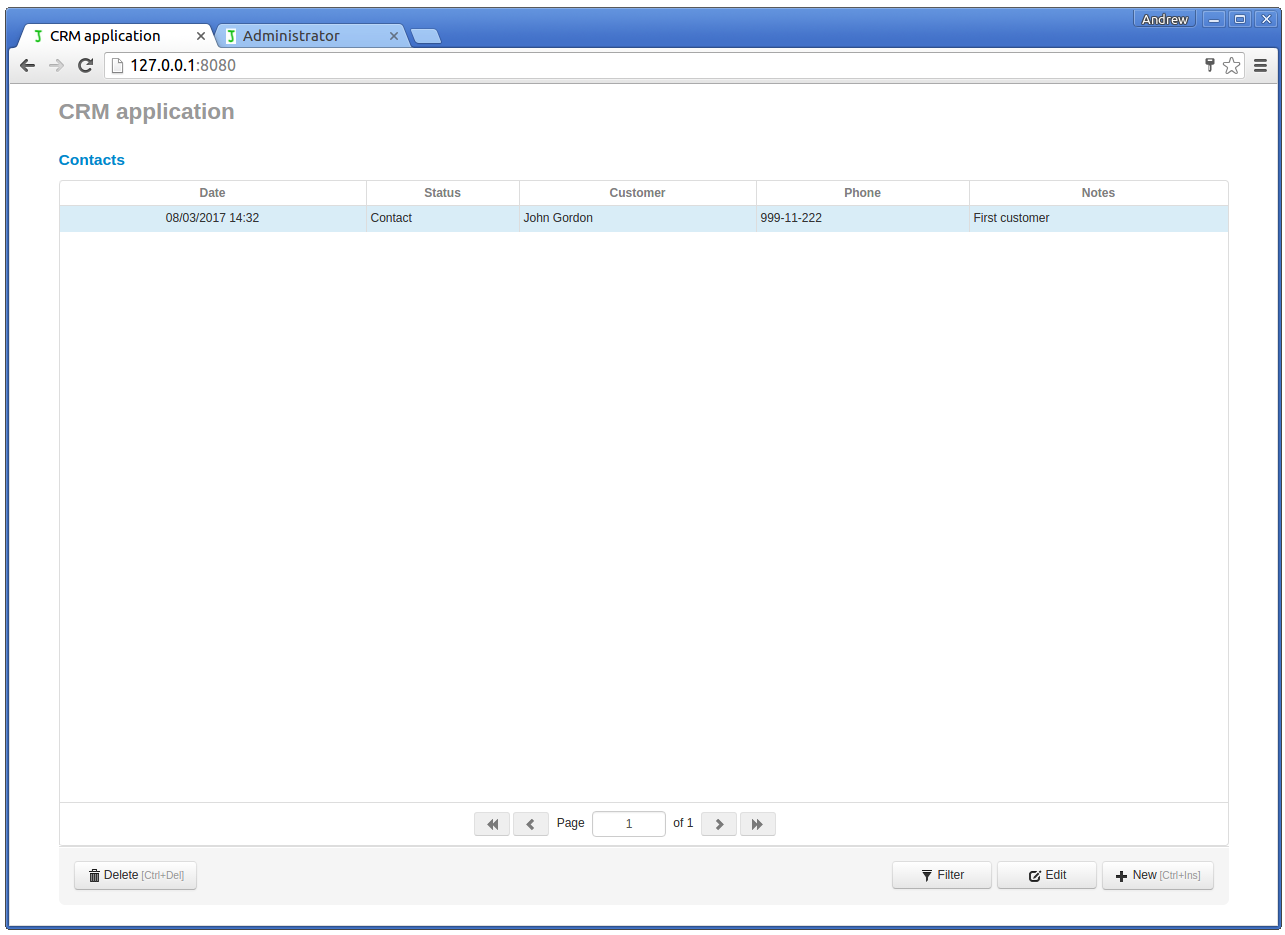 Andrew
CRM application Administrator
127.0.0.1:8080
CRM application
Contacts
Date Status Customer Phone Notes
08/03/2017 14:32 Contact John Gordon 999-11-222 First customer
Page 1 of 1
Delete [Ctrl+Del] Filter Edit New [Ctrl+Ins]